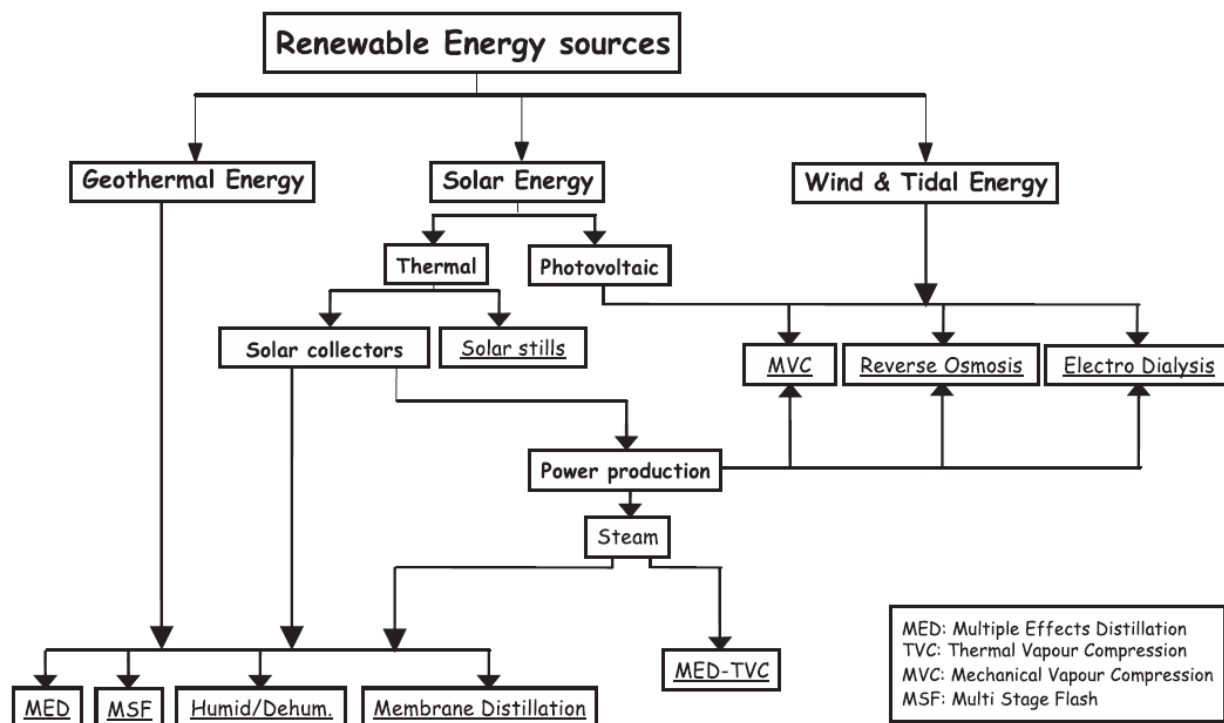 Renewable Energy sources
Geothermal Energy
Solar Energy
Wind & Tidal Energy
Thermal
Photovoltaic
Solar collectors
Solar stills
MVC
Reverse Osmosis
Electro Dialysis
Power production
Steam
MED-TVC
MED
MSF
Humid/Dehum.
Membrane Distillation
MED: Multiple Effects Distillation
TVC: Thermal Vapour Compression
MVC: Mechanical Vapour Compression
MSF: Multi Stage Flash